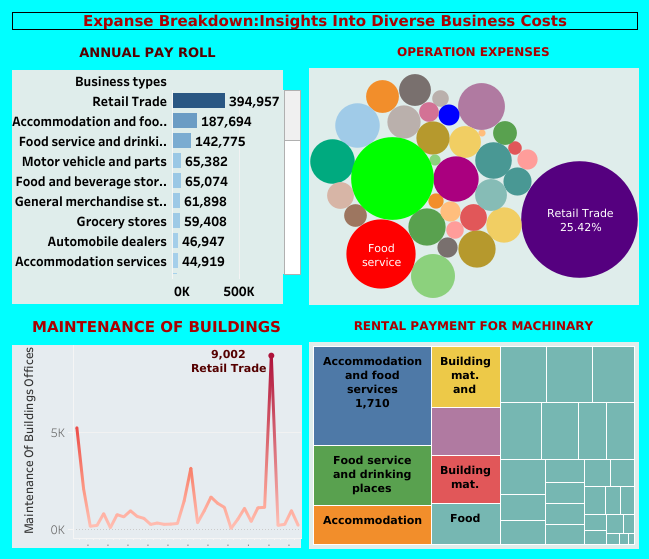 Expanse Breakdown:Insights Into Diverse Business Costs
ANNUAL PAY ROLL
Business types
Retail Trade 394,957
Accommodation and foo.. 187,694
Food service and drinki.. 142,775
Motor vehicle and parts 65,382
Food and beverage stor.. 65,074
General merchandise st.. 61,898
Grocery stores 59,408
Automobile dealers 46,947
Accommodation services 44,919
0K 500K
OPERATION EXPENSES
Retail Trade
25.42%
Food
service
MAINTENANCE OF BUILDINGS
Maintenance Of Buildings Offices
9,002
Retail Trade
5K
0K
RENTAL PAYMENT FOR MACHINARY
Accommodation
and food
services
1,710
Food service
and drinking
places
Accommodation
Building
mat.
and
Building
mat.
Food